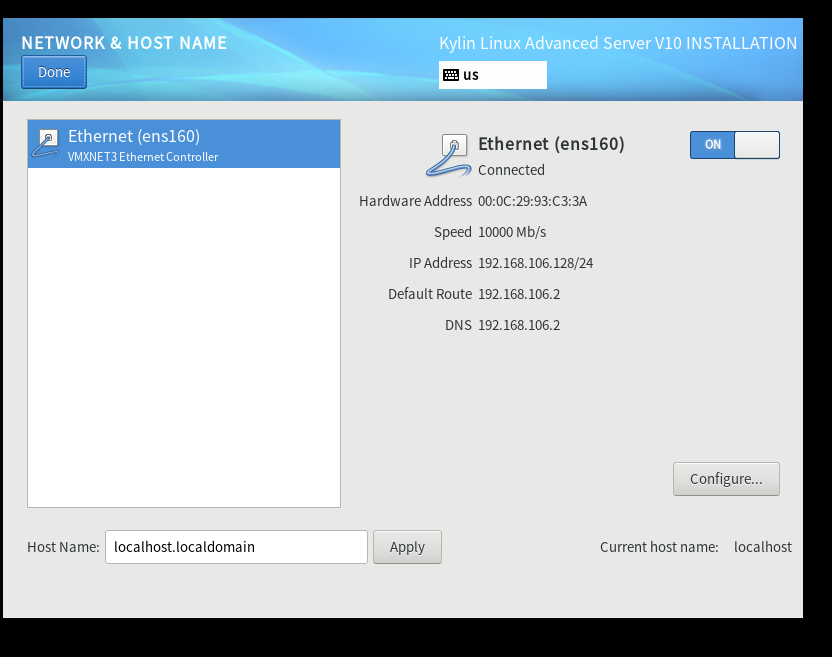 NETWORK & HOST NAME
Kylin Linux Advanced Server V10 INSTALLATION
Done
us
Ethernet (ens160)
VMXNET3 Ethernet Controller
Ethernet (ens160)
Connected
ON
Hardware Address 00:0C:29:93:C3:3A
Speed 10000 Mb/s
IP Address 192.168.106.128/24
Default Route 192.168.106.2
DNS 192.168.106.2
Configure...
Host Name: localhost.localdomain Apply Current host name: localhost